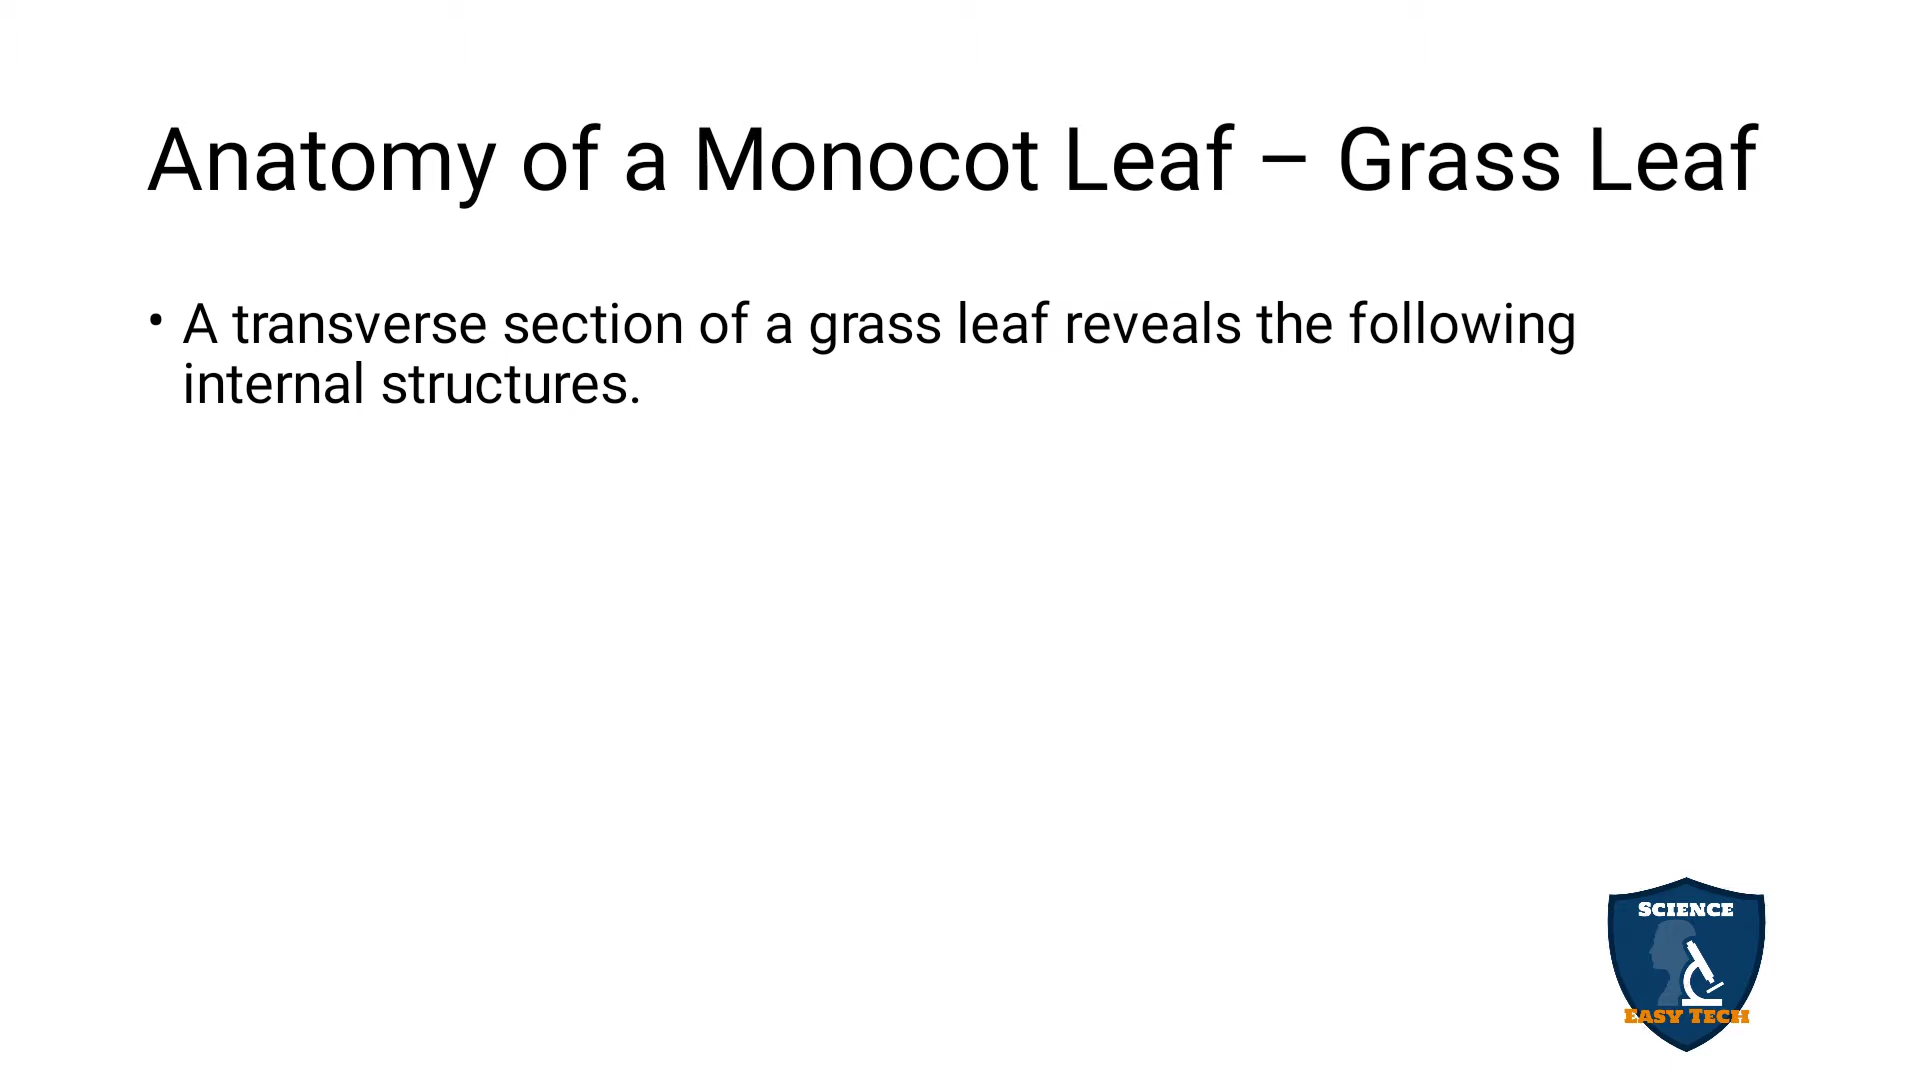 Anatomy of a Monocot Leaf – Grass Leaf
• A transverse section of a grass leaf reveals the following
internal structures.
SCIENCE
EASY TECH